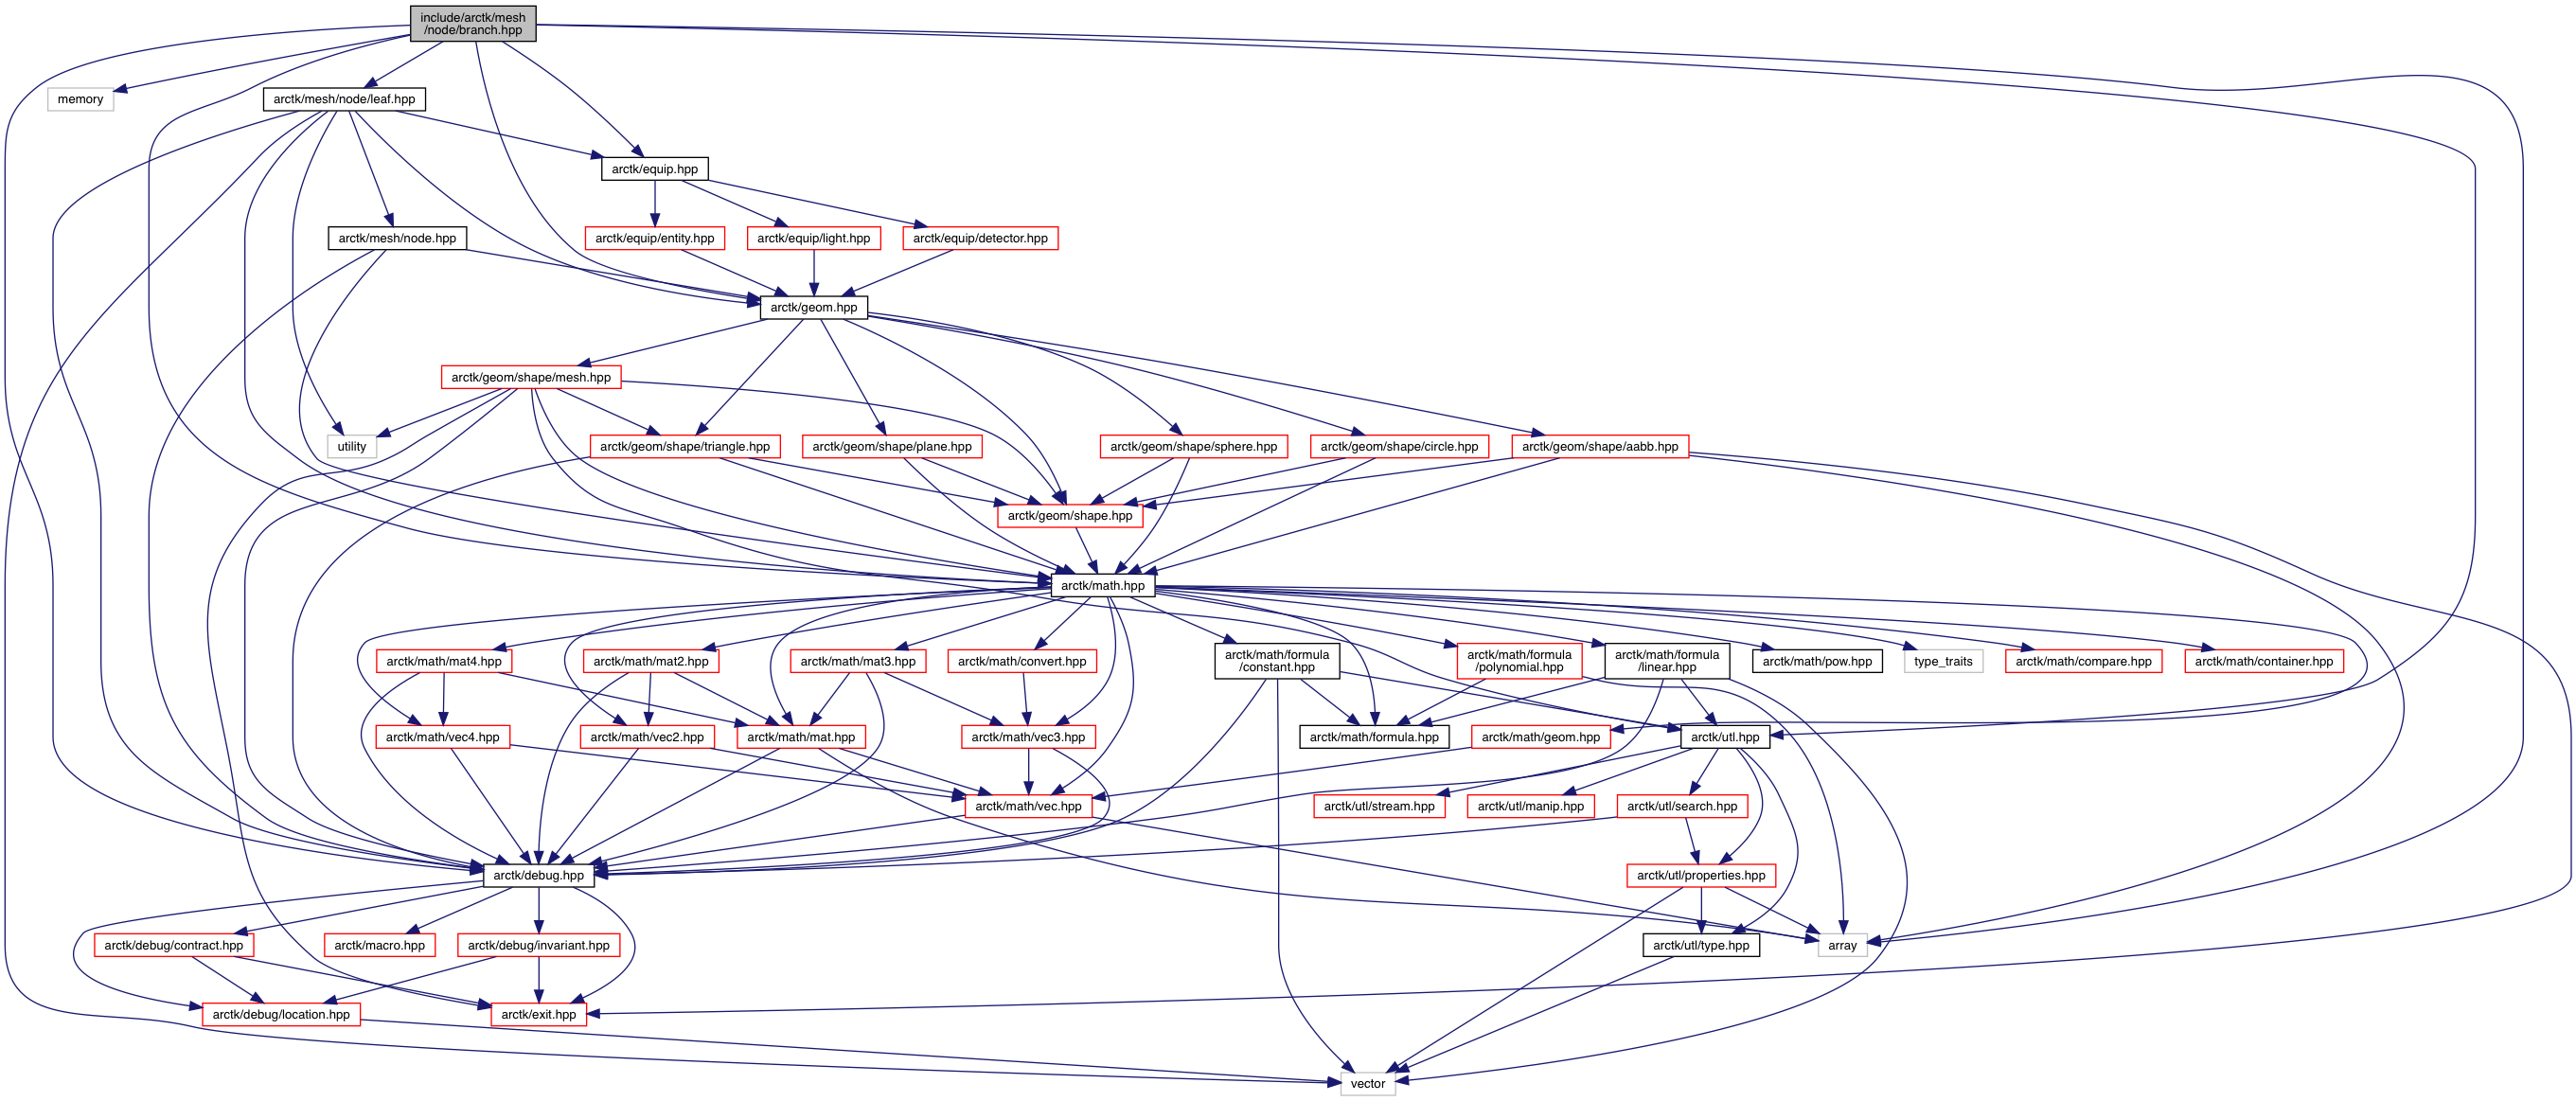 include/arctk/mesh
/node/branch.hpp
memory
arctk/mesh/node/leaf.hpp
arctk/equip.hpp
arctk/mesh/node.hpp
arctk/equip/entity.hpp
arctk/equip/light.hpp
arctk/equip/detector.hpp
arctk/geom.hpp
arctk/geom/shape/mesh.hpp
utility
arctk/geom/shape/triangle.hpp
arctk/geom/shape/plane.hpp
arctk/geom/shape/sphere.hpp
arctk/geom/shape/circle.hpp
arctk/geom/shape/aabb.hpp
arctk/geom/shape.hpp
arctk/math.hpp
arctk/math/mat4.hpp
arctk/math/mat2.hpp
arctk/math/mat3.hpp
arctk/math/convert.hpp
arctk/math/formula
/constant.hpp
arctk/math/formula
/polynomial.hpp
arctk/math/formula
/linear.hpp
arctk/math/pow.hpp
type_traits
arctk/math/compare.hpp
arctk/math/container.hpp
arctk/math/vec4.hpp
arctk/math/vec2.hpp
arctk/math/mat.hpp
arctk/math/vec3.hpp
arctk/math/formula.hpp
arctk/math/geom.hpp
arctk/utl.hpp
arctk/math/vec.hpp
arctk/utl/stream.hpp
arctk/utl/manip.hpp
arctk/utl/search.hpp
arctk/debug.hpp
arctk/utl/properties.hpp
arctk/debug/contract.hpp
arctk/macro.hpp
arctk/debug/invariant.hpp
arctk/utl/type.hpp
array
arctk/debug/location.hpp
arctk/exit.hpp
vector